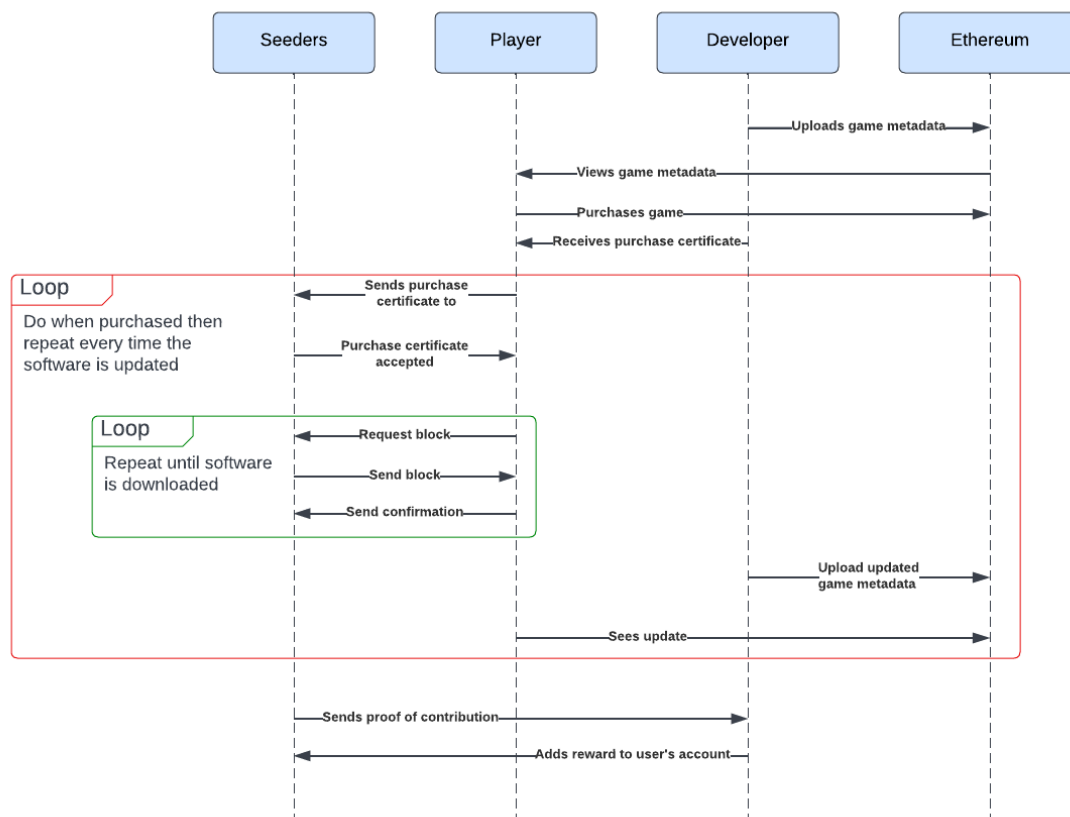 Seeders
Player
Developer
Ethereum
Uploads game metadata
Views game metadata
Purchases game
Receives purchase certificate
Loop
Do when purchased then
repeat every time the
software is updated
Sends purchase
certificate to
Purchase certificate
accepted
Loop
Repeat until software
is downloaded
Request block
Send block
Send confirmation
Upload updated
game metadata
Sees update
Sends proof of contribution
Adds reward to user's account